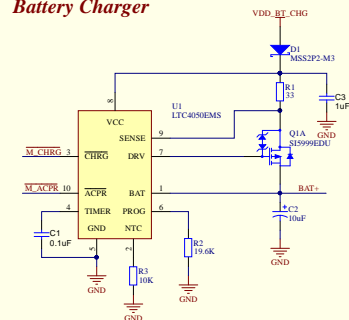 Battery Charger
VDD_BT_CHG
D1
MSS2P2-M3
R1
33
C3
1uF
GND
U1
LTC4050EMS
8
VCC
SENSE
9
Q1A
SI5999EDU
M_CHRG
3
CHRG
DRV
7
M_ACPR
10
ACPR
BAT
1
BAT+
4
TIMER
PROG
6
C2
10uF
GND
NTC
C1
0.1uF
5
2
R2
19.6K
R3
10K
GND
GND
GND
GND